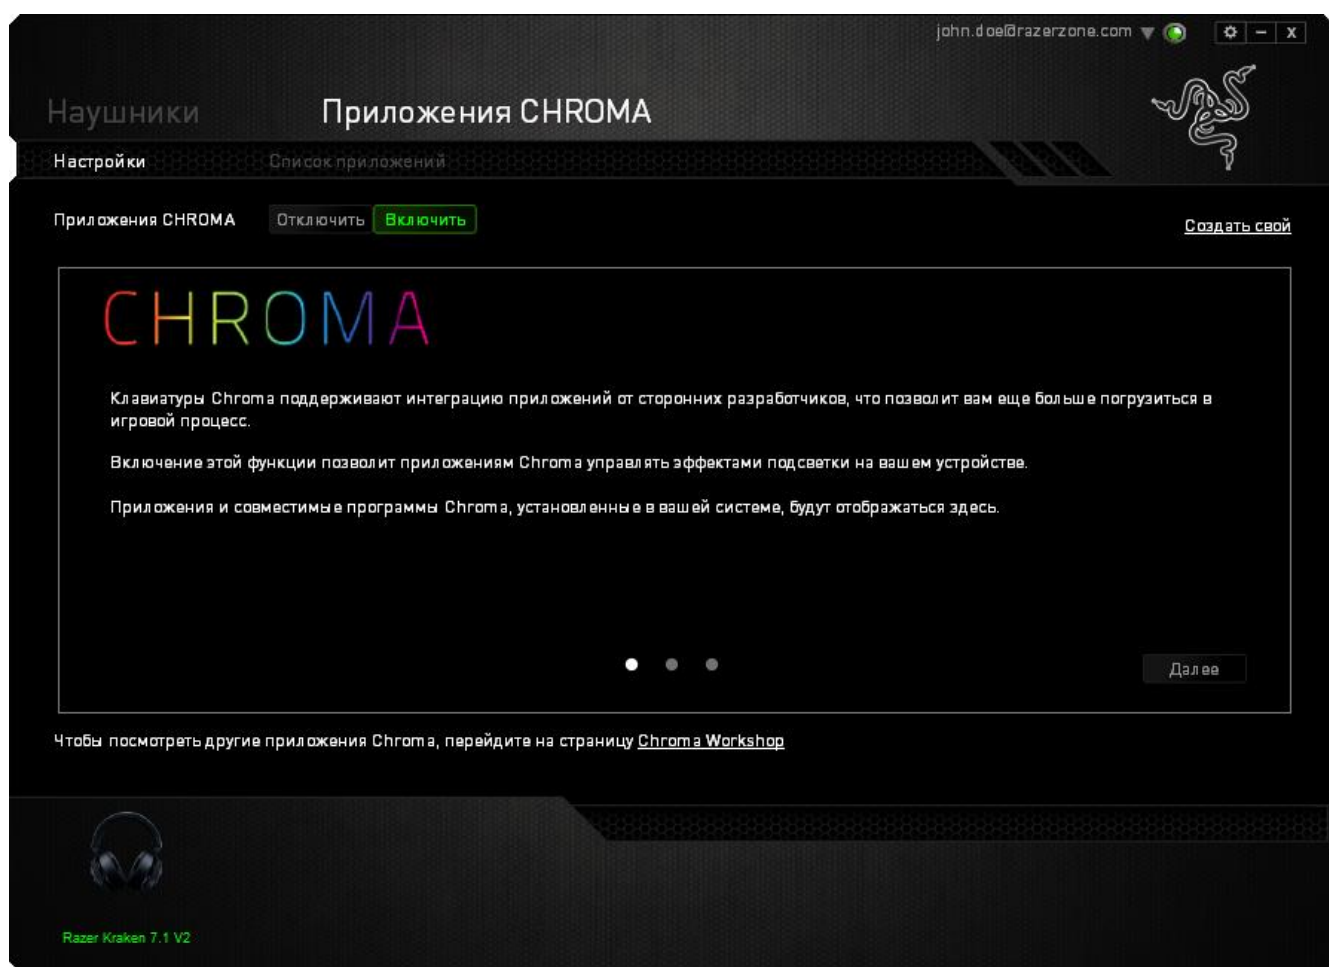 john.doe@razerzone.com
Наушники
Приложения CHROMA
Настройки
Список приложений
Приложения CHROMA
Отключить
Включить
Создать свой
CHROMA
Клавиатуры Chroma поддерживают интеграцию приложений от сторонних разработчиков, что позволит вам еще больше погрузиться в
игровой процесс.
Включение этой функции позволит приложениям Chroma управлять эффектами подсветки на вашем устройстве.
Приложения и совместимые программы Chroma, установленные в вашей системе, будут отображаться здесь.
Далее
Чтобы посмотреть другие приложения Chroma, перейдите на страницу Chroma Workshop
Razer Kraken 7.1 V2